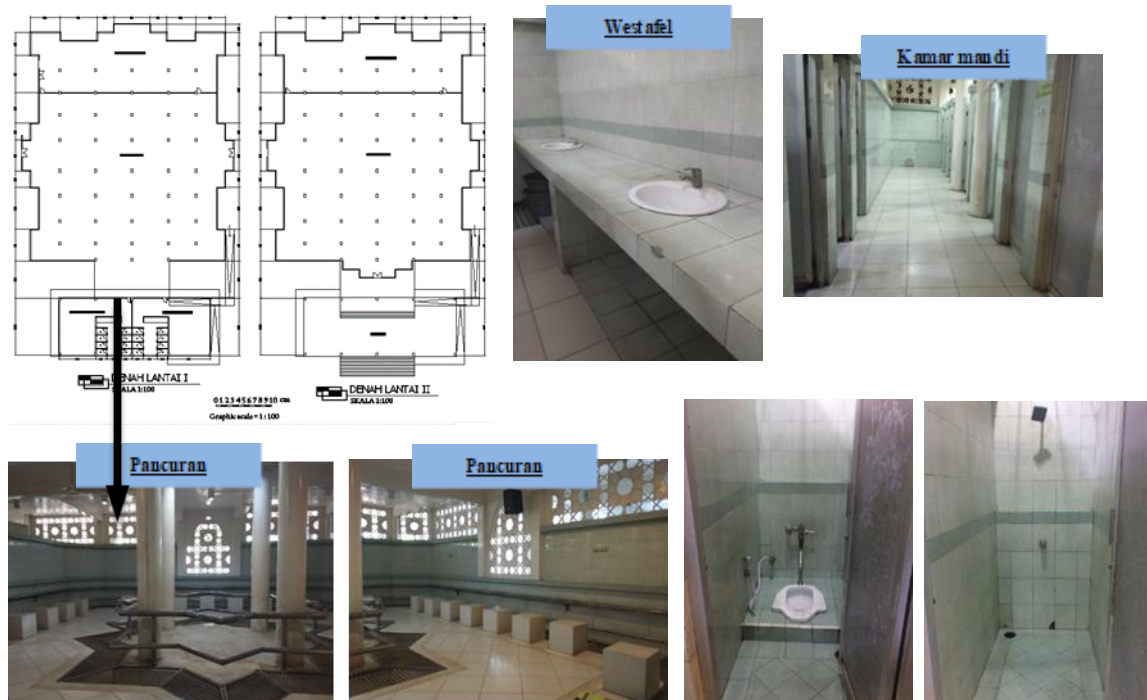 Westafel
Kamar mandi
DENAH LANTAI I
SKALA 1:100
DENAH LANTAI II
SKALA 1:100
0 1 2 3 4 5 6 7 8 9 10 CM
Graphic scale = 1 : 100
Pancuran
Pancuran